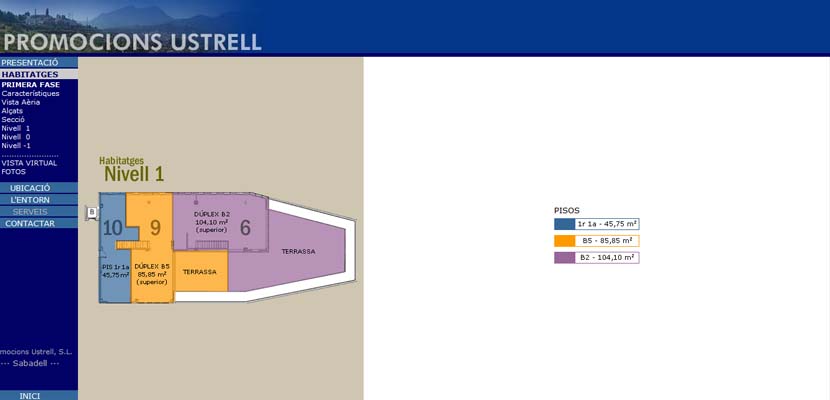 PROMOCIONS USTRELL
PRESENTACIÓ
HABITATGES
PRIMERA FASE
Característiques
Vista Aèria
Alçats
Secció
Nivell 1
Nivell 0
Nivell -1
......................
VISTA VIRTUAL
FOTOS
UBICACIÓ
L'ENTORN
SERVEIS
CONTACTAR
mocions Ustrell, S.L.
--- Sabadell ---
INICI
Habitatges
Nivell 1
B
10
9
6
DÚPLEX B2
104,10 m²
(superior)
TERRASSA
PIS 1r 1a
45,75 m²
DÚPLEX B5
85,85 m²
(superior)
TERRASSA
PISOS
1r 1a - 45,75 m²
B5 - 85,85 m²
B2 - 104,10 m²